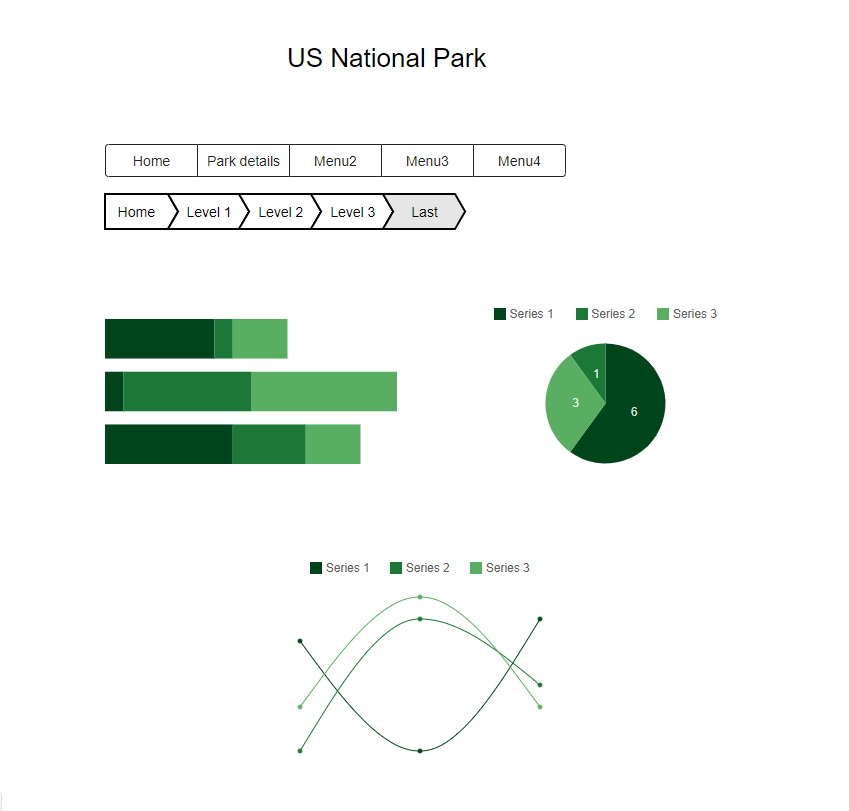 US National Park
Home Park details Menu2 Menu3 Menu4
Home Level 1 Level 2 Level 3 Last
Series 1 Series 2 Series 3
1
3
6
Series 1 Series 2 Series 3